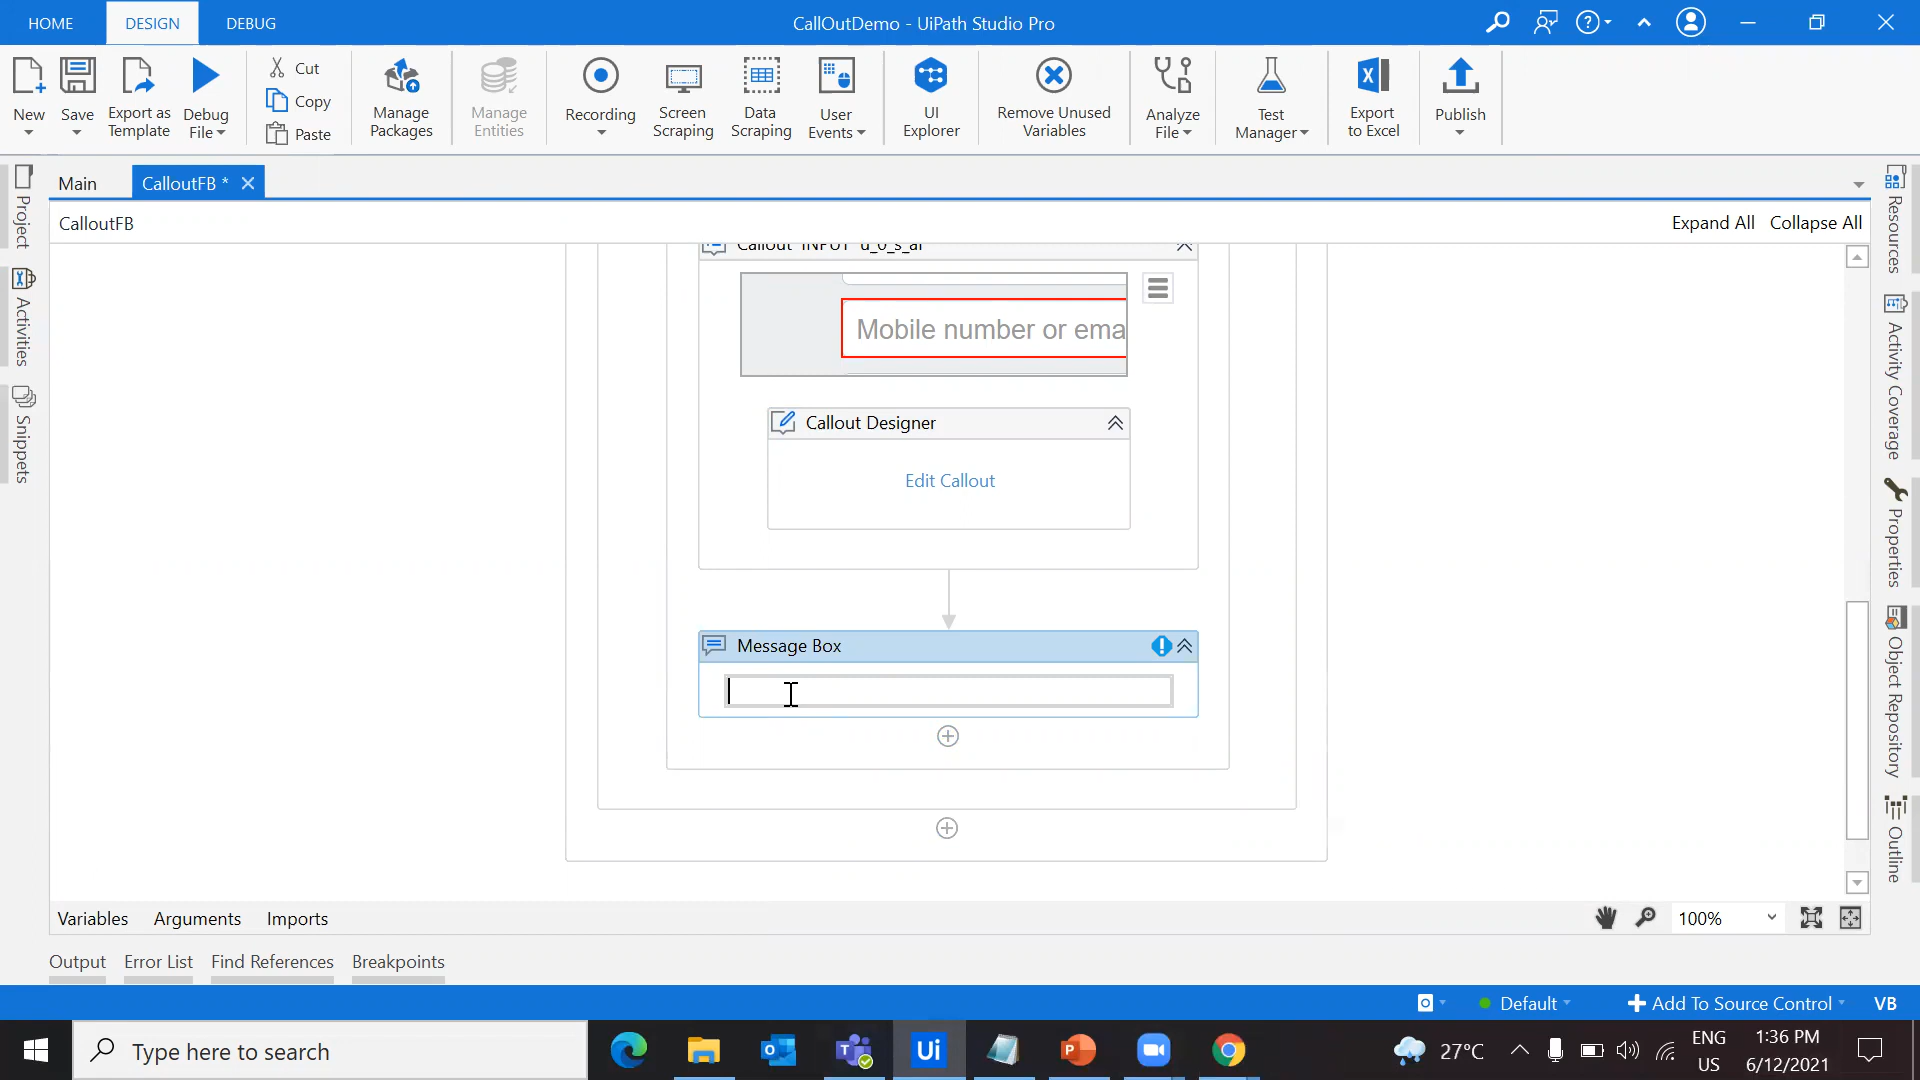 HOME DESIGN DEBUG
CallOutDemo - UiPath Studio Pro
New
Save
Export as
Template
Debug
File
Cut
Copy
Paste
Manage
Packages
Manage
Entities
Recording
Screen
Scraping
Data
Scraping
User
Events
UI
Explorer
Remove Unused
Variables
Analyze
File
Test
Manager
Export
to Excel
Publish
Main
CalloutFB *
CalloutFB
Expand All Collapse All
Project
Activities
Snippets
Callout 'INPUT u_0_s_af'
Mobile number or ema
Callout Designer
Edit Callout
Message Box
Resources
Activity Coverage
Properties
Object Repository
Outline
Variables Arguments Imports
100%
Output Error List Find References Breakpoints
Default
Add To Source Control
VB
Type here to search
Ui
27°C
ENG
US
1:36 PM
6/12/2021